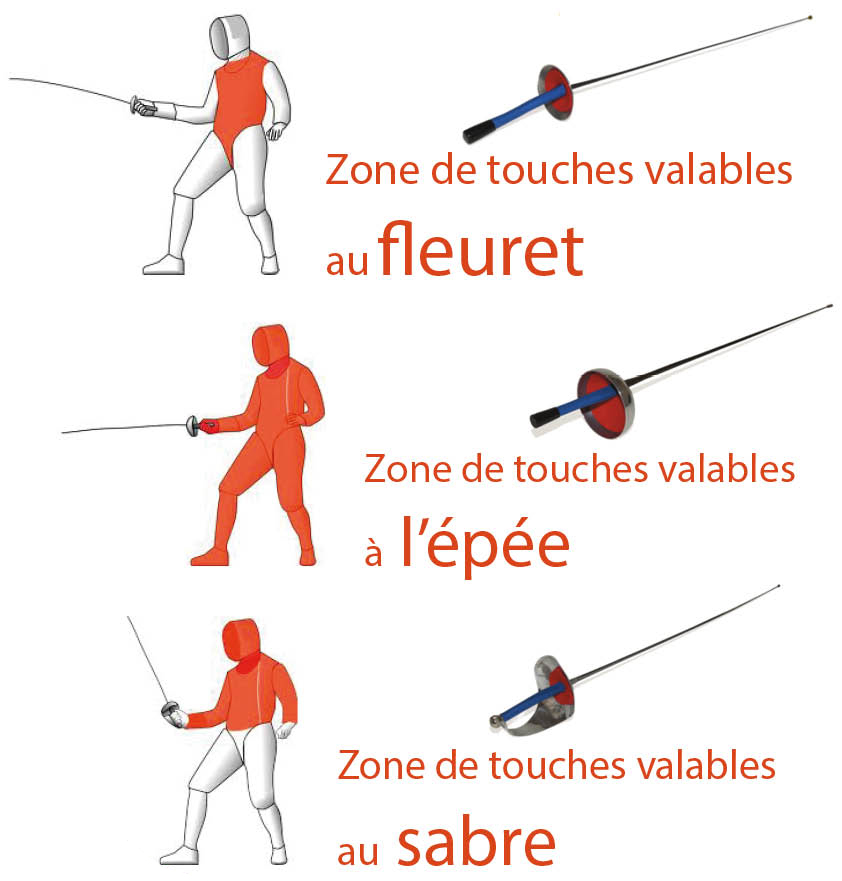 Zone de touches valables
au fleuret
Zone de touches valables
à l’épée
Zone de touches valables
au sabre